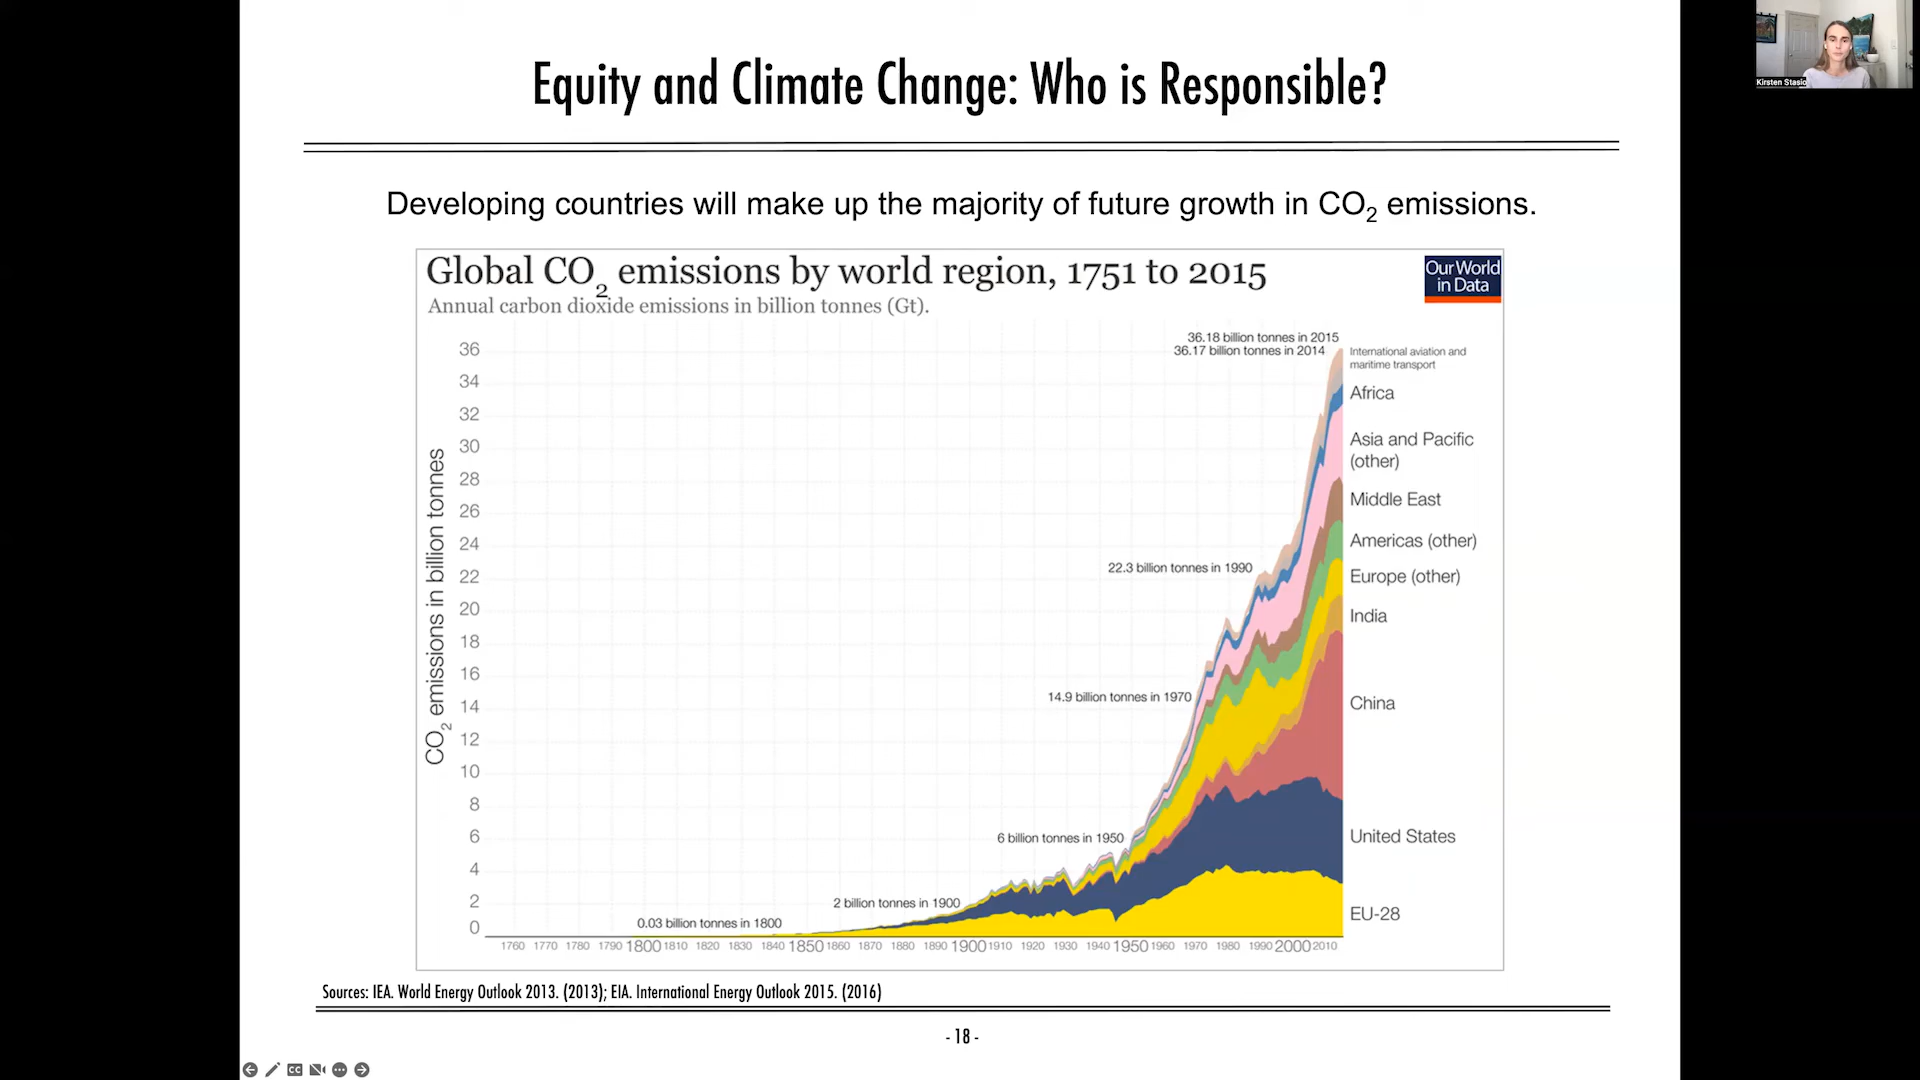 Equity and Climate Change: Who is Responsible?
Kirsten Stasio
Developing countries will make up the majority of future growth in CO2 emissions.
Global CO2 emissions by world region, 1751 to 2015
Annual carbon dioxide emissions in billion tonnes (Gt).
Our World
in Data
36.18 billion tonnes in 2015
36.17 billion tonnes in 2014
International aviation and
maritime transport
Africa
Asia and Pacific
(other)
Middle East
Americas (other)
Europe (other)
India
China
United States
EU-28
22.3 billion tonnes in 1990
14.9 billion tonnes in 1970
6 billion tonnes in 1950
2 billion tonnes in 1900
0.03 billion tonnes in 1800
CO2 emissions in billion tonnes
36
34
32
30
28
26
24
22
20
18
16
14
12
10
8
6
4
2
0
1760 1770 1780 1790 1800 1810 1820 1830 1840 1850 1860 1870 1880 1890 1900 1910 1920 1930 1940 1950 1960 1970 1980 1990 2000 2010
Sources: IEA. World Energy Outlook 2013. (2013); EIA. International Energy Outlook 2015. (2016)
- 18 -
CC